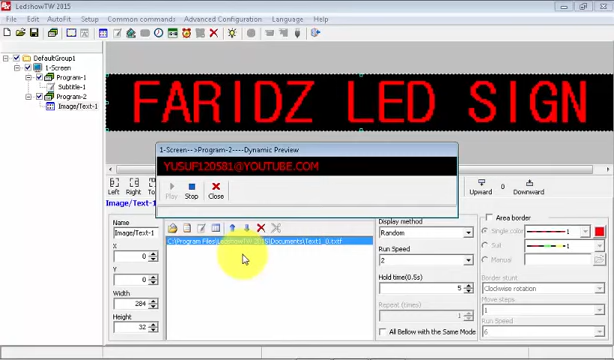 LedshowTW 2015
File Edit AutoFit Setup Common commands Advanced Configuration Language Help
DefaultGroup1
1-Screen
Program-1
Subtitle-1
Program-2
Image/Text-1
FARIDZ LED SIGN
1-Screen-->Program-2----Dynamic Preview
YUSUF120581@YOUTUBE.COM
Play Stop Close
Left Right Upward 0 Downward
Image/Text-1
Name
Image/Text-1
X
0
Y
0
Width
284
Height
32
C:\Program Files\LedshowTW 2015\Documents\Text1_0.txtf
Display method
Random
Run Speed
2
Hold time(0.5s)
5
Repeat (times)
1
All Bellow with the Same Mode
Area border
Single color 1
Suit 1
Manual
Border stunt
Clockwise rotation
Move steps
1
Run Speed
6